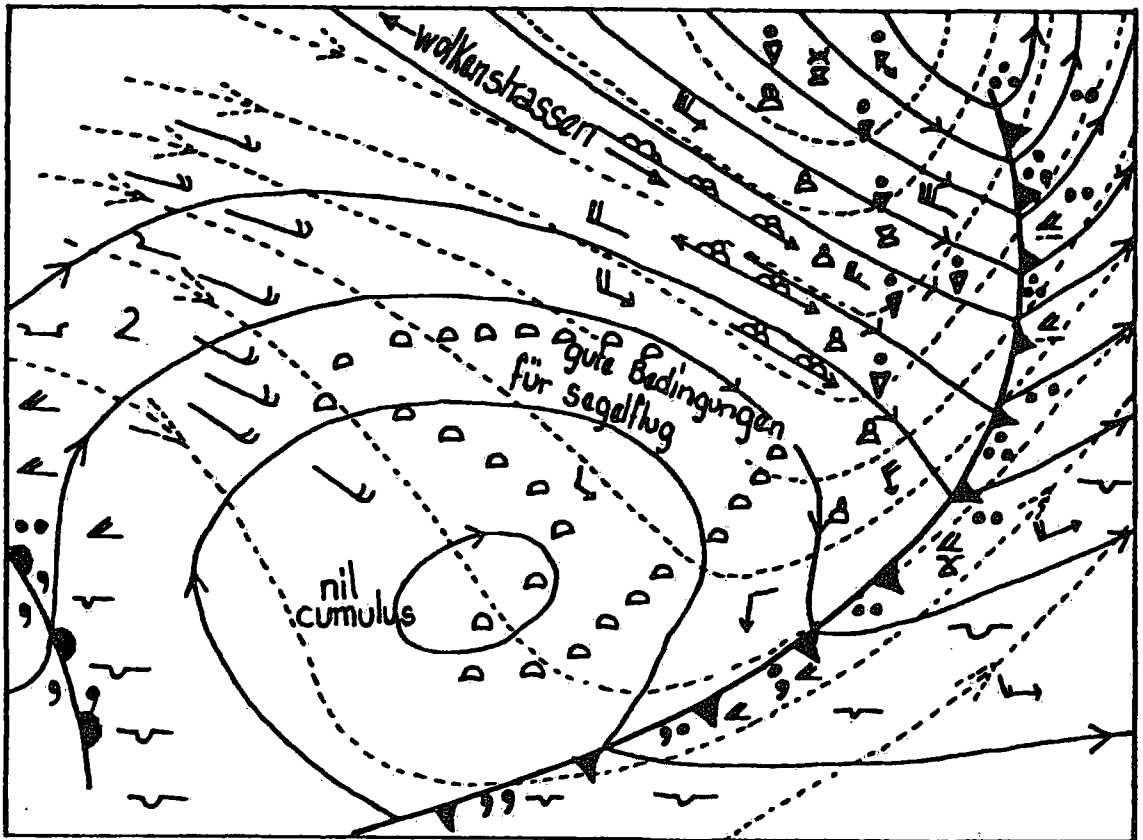 wolkenstrassen
2
gute Bedingungen
für Segelflug
nil
cumulus